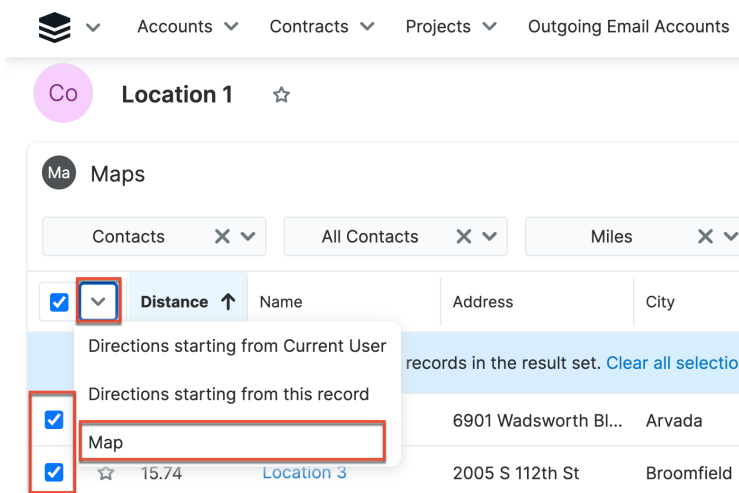 Accounts Contracts Projects Outgoing Email Accounts
Co Location 1
Ma Maps
Contacts All Contacts Miles
Distance Name Address City
Directions starting from Current User
records in the result set. Clear all selectio
Directions starting from this record
6901 Wadsworth Bl... Arvada
Map
15.74 Location 3 2005 S 112th St Broomfield